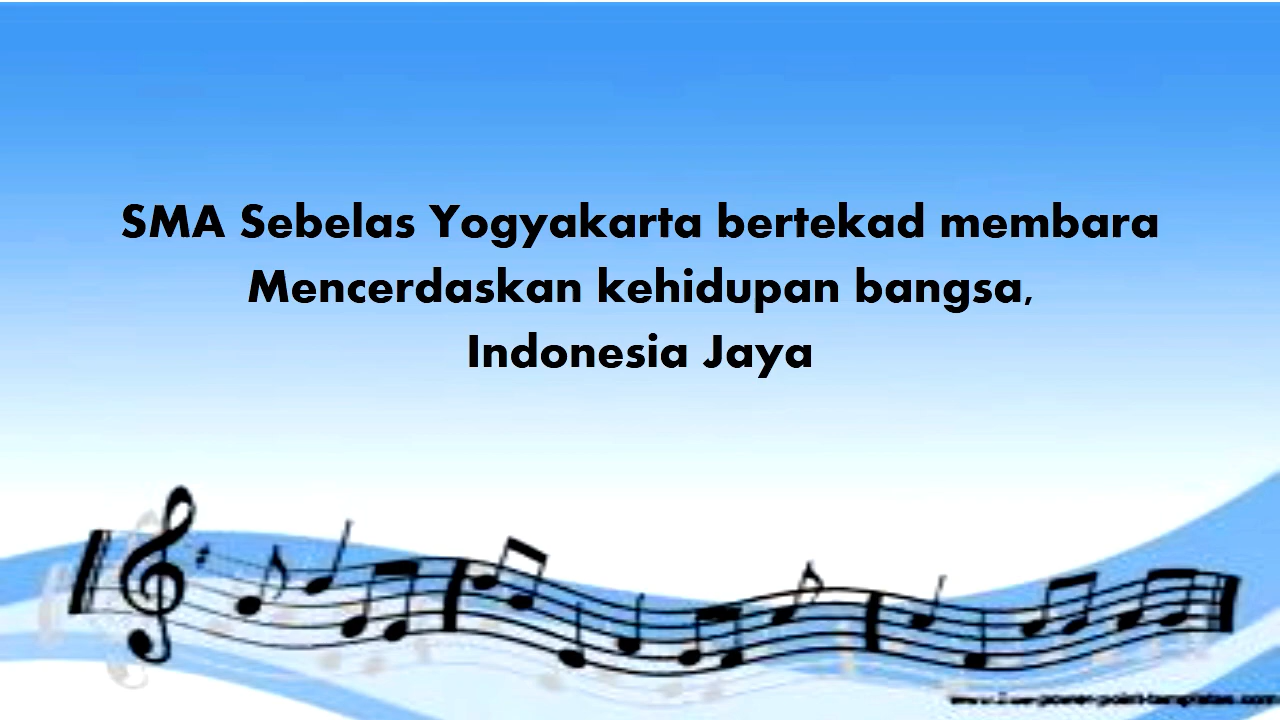 SMA Sebelas Yogyakarta bertekad membara
Mencerdaskan kehidupan bangsa,
Indonesia Jaya